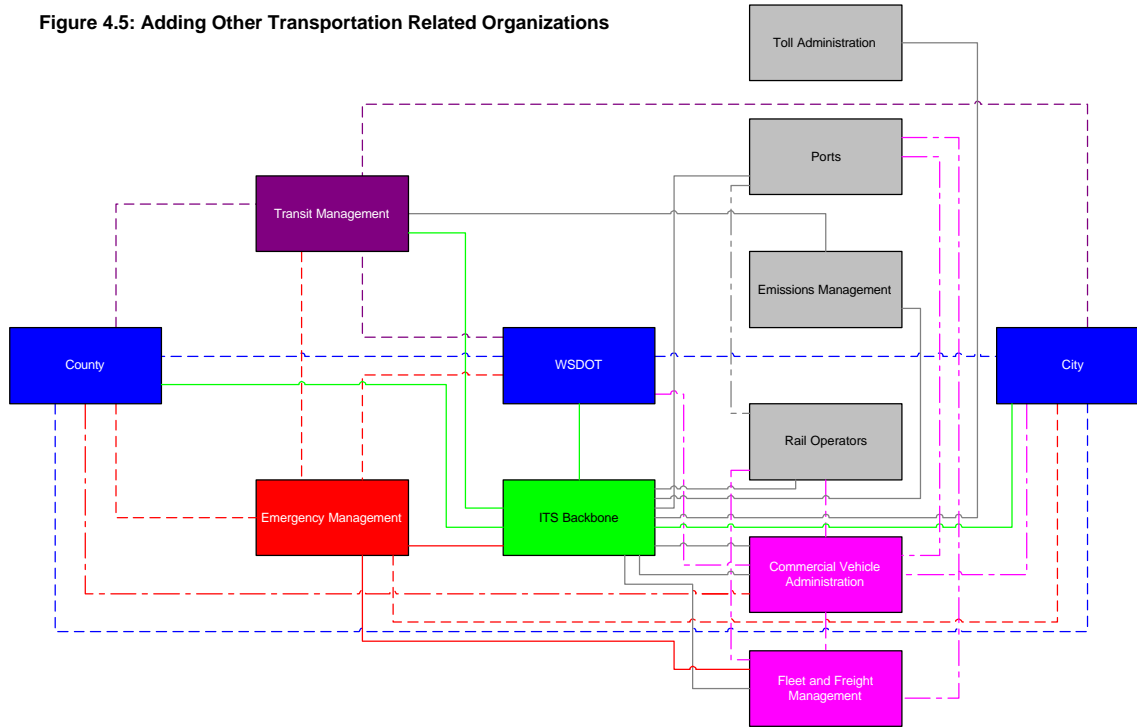 Figure 4.5: Adding Other Transportation Related Organizations
Toll Administration
Ports
Transit Management
Emissions Management
County
WSDOT
City
Rail Operators
Emergency Management
ITS Backbone
Commercial Vehicle
Administration
Fleet and Freight
Management